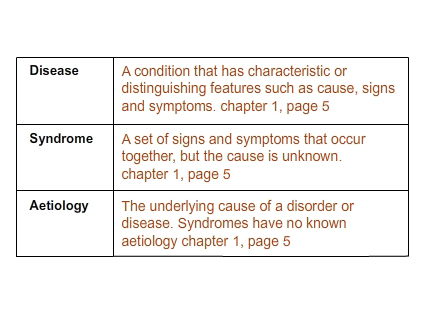 Disease A condition that has characteristic or
distinguishing features such as cause, signs
and symptoms. chapter 1, page 5
Syndrome A set of signs and symptoms that occur
together, but the cause is unknown.
chapter 1, page 5
Aetiology The underlying cause of a disorder or
disease. Syndromes have no known
aetiology chapter 1, page 5